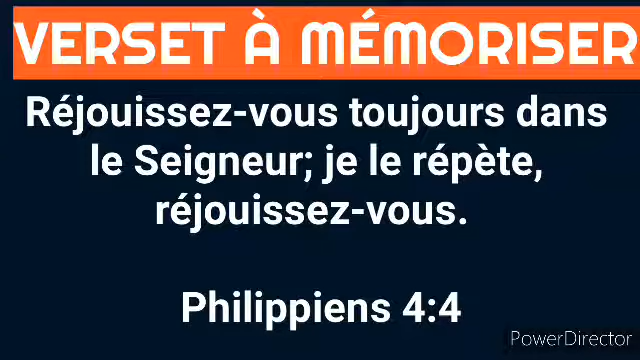 VERSET À MÉMORISER
Réjouissez-vous toujours dans
le Seigneur; je le répète,
réjouissez-vous.
Philippiens 4:4
PowerDirector